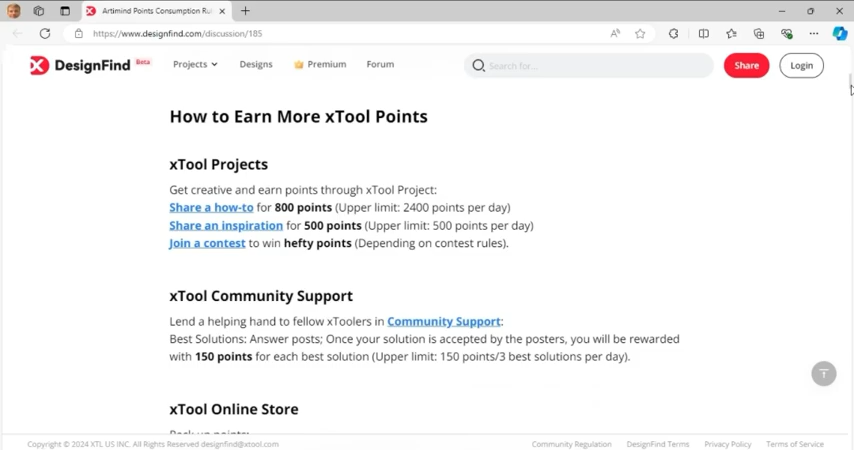 Artimind Points Consumption Ru
https://www.designfind.com/discussion/185
DesignFind Beta Projects Designs Premium Forum Search for... Share Login
How to Earn More xTool Points
xTool Projects
Get creative and earn points through xTool Project:
Share a how-to for 800 points (Upper limit: 2400 points per day)
Share an inspiration for 500 points (Upper limit: 500 points per day)
Join a contest to win hefty points (Depending on contest rules).
xTool Community Support
Lend a helping hand to fellow xToolers in Community Support:
Best Solutions: Answer posts; Once your solution is accepted by the posters, you will be rewarded
with 150 points for each best solution (Upper limit: 150 points/3 best solutions per day).
xTool Online Store
Copyright © 2024 XTL US INC. All Rights Reserved designfind@xtool.com Community Regulation DesignFind Terms Privacy Policy Terms of Service